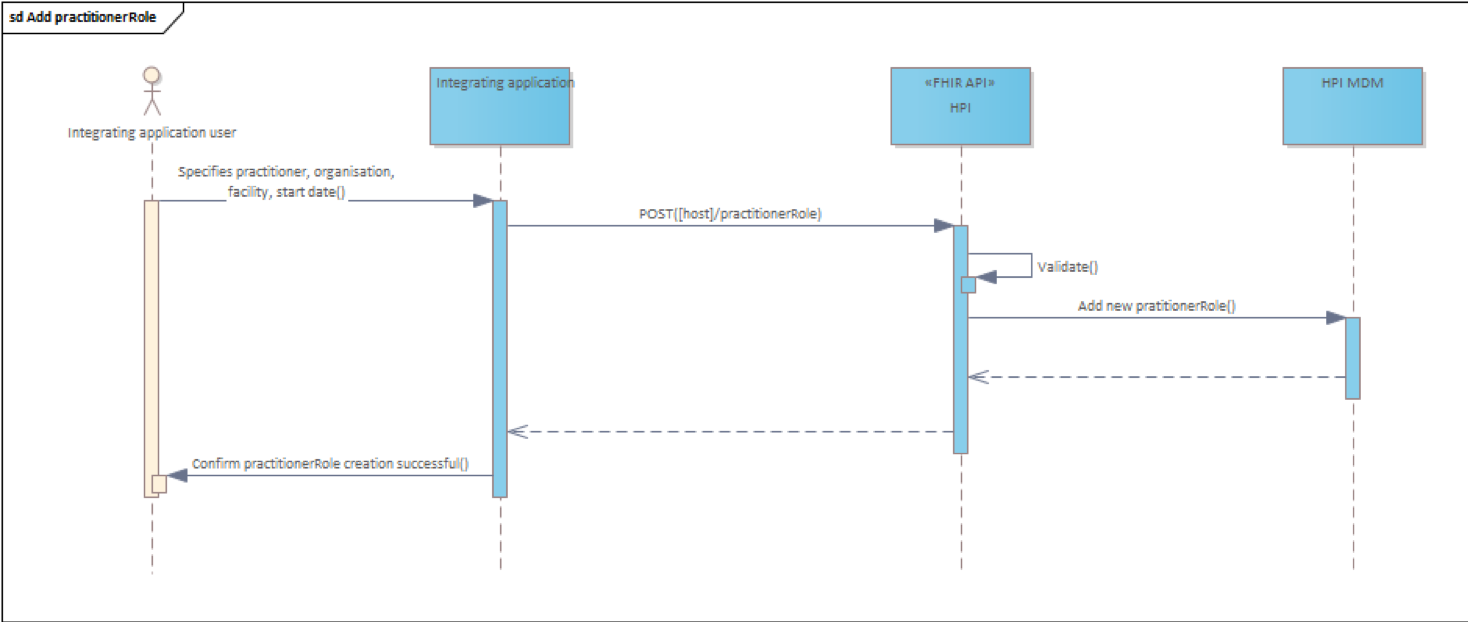 sd Add practitionerRole
Integrating application user
Integrating application
«FHIR API»
HPI
HPI MDM
Specifies practitioner, organisation,
facility, start date()
POST([host]/practitionerRole)
Validate()
Add new pratitionerRole()
Confirm practitionerRole creation successful()